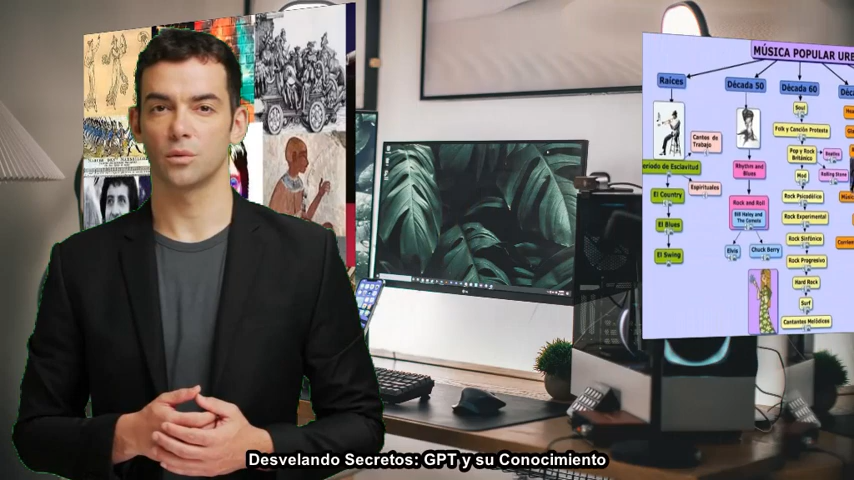 MÚSICA POPULAR URB
Raíces
Década 50
Década 60
Soul
Folk y Canción Protesta
Cantos de
Trabajo
Pop y Rock
Británico
Beatles
Rolling Stone
eriodo de Esclavitud
Rhythm and
Blues
Mod
El Country
Espirituales
Rock Psicodélico
Rock and Roll
Bill Haley and
The Comets
Rock Experimental
El Blues
Rock Sinfónico
Elvis
Chuck Berry
El Swing
Rock Progresivo
Hard Rock
Surf
Cantantes Melódicos
Desvelando Secretos: GPT y su Conocimiento